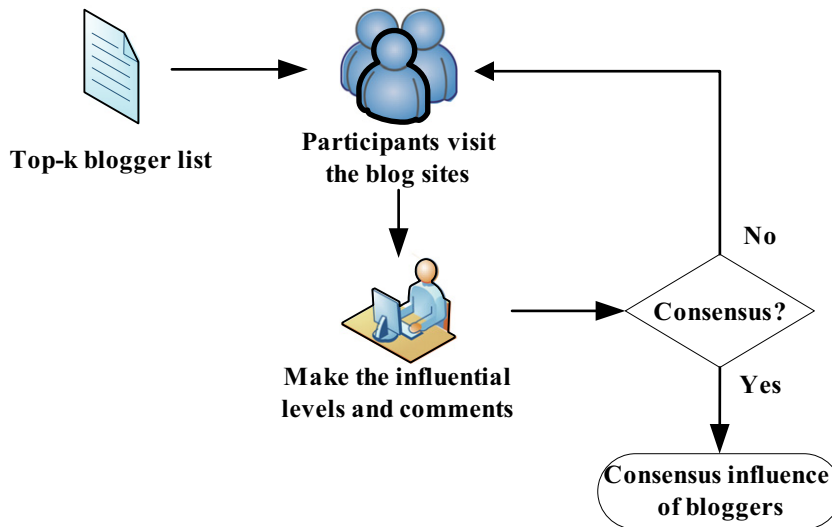 Top-k blogger list
Participants visit
the blog sites
Make the influential
levels and comments
No
Consensus?
Yes
Consensus influence
of bloggers